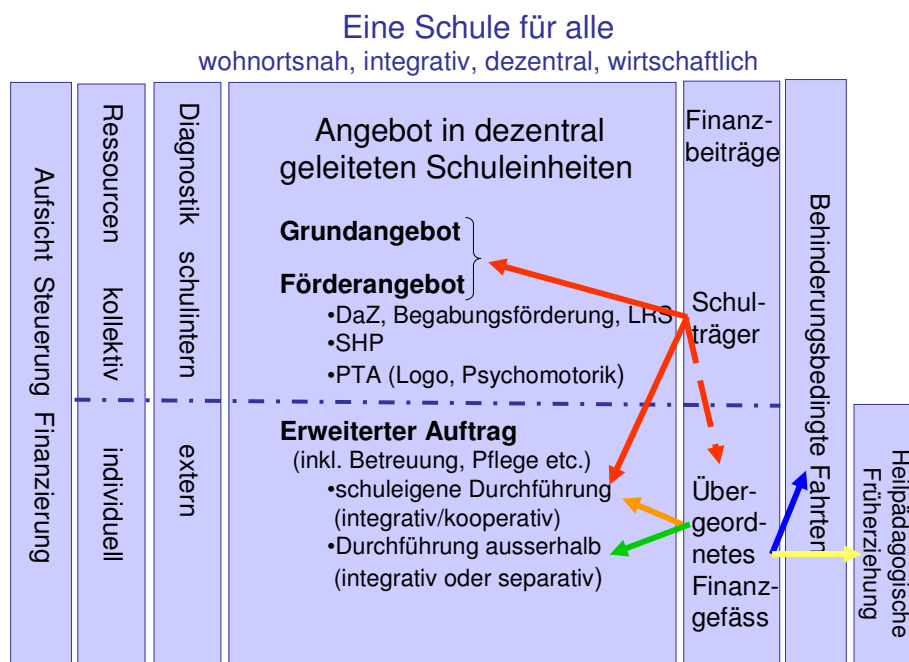 Eine Schule für alle
wohnortsnah, integrativ, dezentral, wirtschaftlich
Aufsicht Steuerung Finanzierung
Ressourcen kollektiv individuell
Diagnostik schulintern extern
Angebot in dezentral
geleiteten Schuleinheiten
Grundangebot
Förderangebot
•DaZ, Begabungsförderung, LRS
•SHP
•PTA (Logo, Psychomotorik)
Erweiterter Auftrag
(inkl. Betreuung, Pflege etc.)
•schuleigene Durchführung
(integrativ/kooperativ)
•Durchführung ausserhalb
(integrativ oder separativ)
Finanz-
beiträge
Schul-
träger
Über-
geord-
netes
Finanz-
gefäss
Behinderungsbedingte Fahrten
Heilpädagogische
Früherziehung